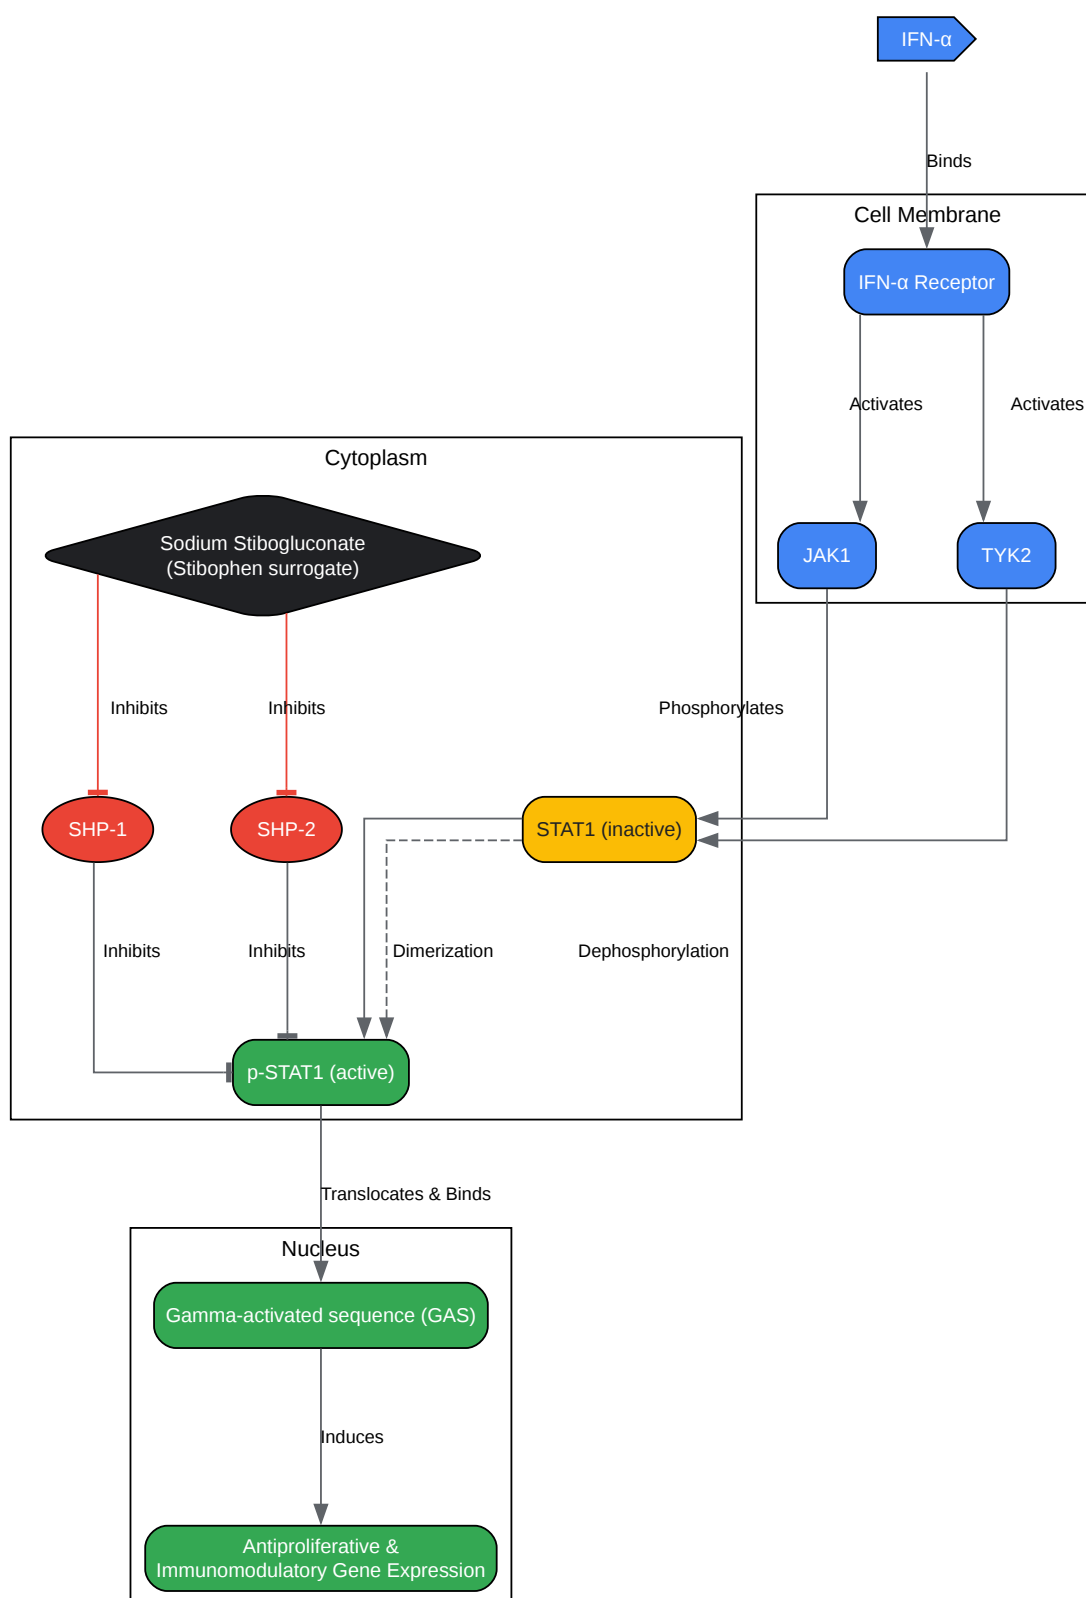 IFN-α
Binds
Cell Membrane
IFN-α Receptor
Activates
Activates
Cytoplasm
Sodium Stibogluconate
(Stibophen surrogate)
JAK1
TYK2
Inhibits
Inhibits
Phosphorylates
SHP-1
SHP-2
STAT1 (inactive)
Inhibits
Inhibits
Dimerization
Dephosphorylation
p-STAT1 (active)
Translocates & Binds
Nucleus
Gamma-activated sequence (GAS)
Induces
Antiproliferative &
Immunomodulatory Gene Expression